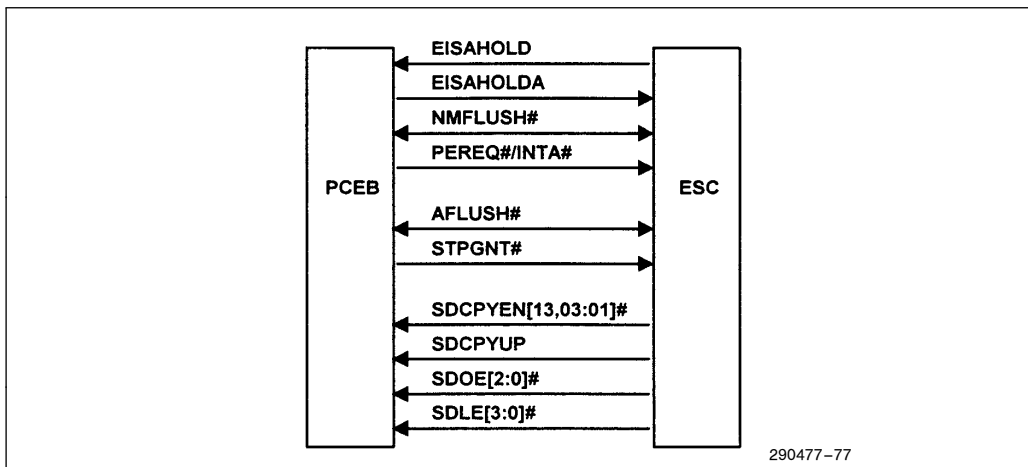 EISAHOLD
EISAHOLDA
NMFLUSH#
PEREQ#/INTA#
PCEB
ESC
AFLUSH#
STPGNT#
SDCPYEN[13,03:01]#
SDCPYUP
SDOE[2:0]#
SDLE[3:0]#
290477-77